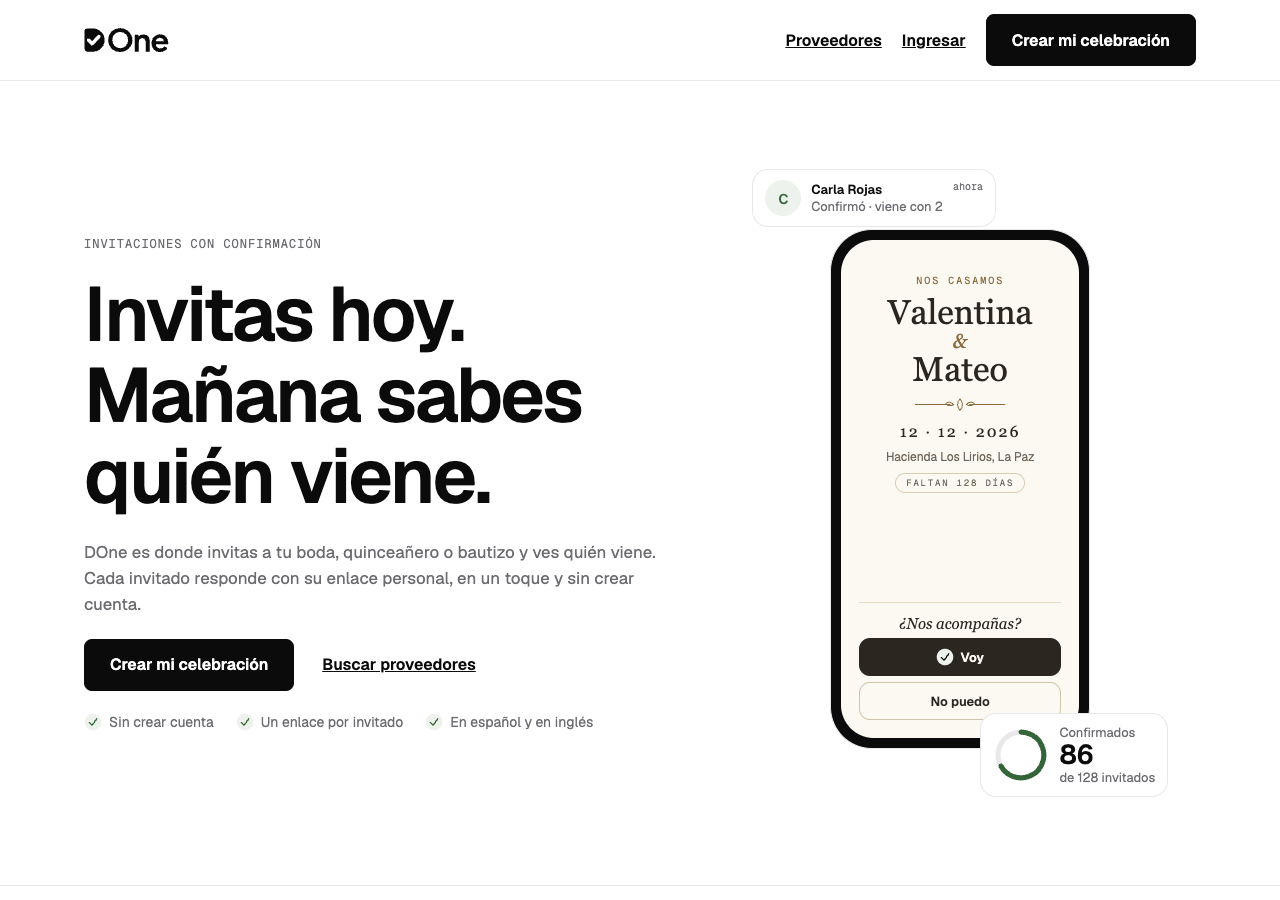 DOne
Proveedores
Ingresar
Crear mi celebración
INVITACIONES CON CONFIRMACIÓN
Invitas hoy.
Mañana sabes
quién viene.
DOne es donde invitas a tu boda, quinceañero o bautizo y ves quién viene.
Cada invitado responde con su enlace personal, en un toque y sin crear
cuenta.
Crear mi celebración
Buscar proveedores
Sin crear cuenta
Un enlace por invitado
En español y en inglés
C
Carla Rojas
ahora
Confirmó · viene con 2
NOS CASAMOS
Valentina
&
Mateo
12 · 12 · 2026
Hacienda Los Lirios, La Paz
FALTAN 128 DÍAS
¿Nos acompañas?
Voy
No puedo
Confirmados
86
de 128 invitados